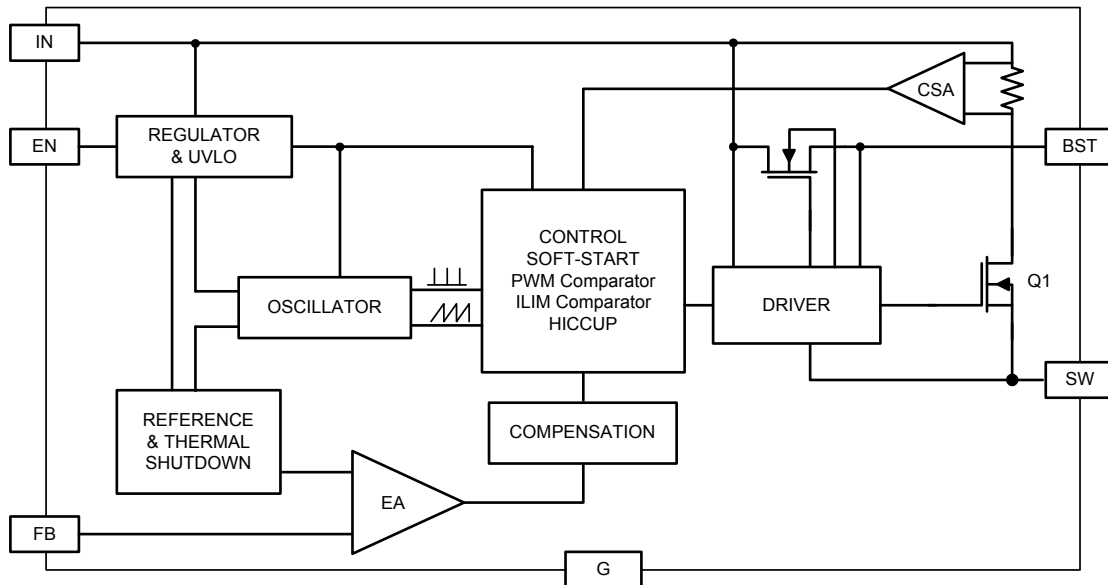 IN
CSA
EN
REGULATOR
& UVLO
BST
CONTROL
SOFT-START
PWM Comparator
ILIM Comparator
HICCUP
Q1
OSCILLATOR
DRIVER
SW
REFERENCE
& THERMAL
SHUTDOWN
COMPENSATION
EA
FB
G